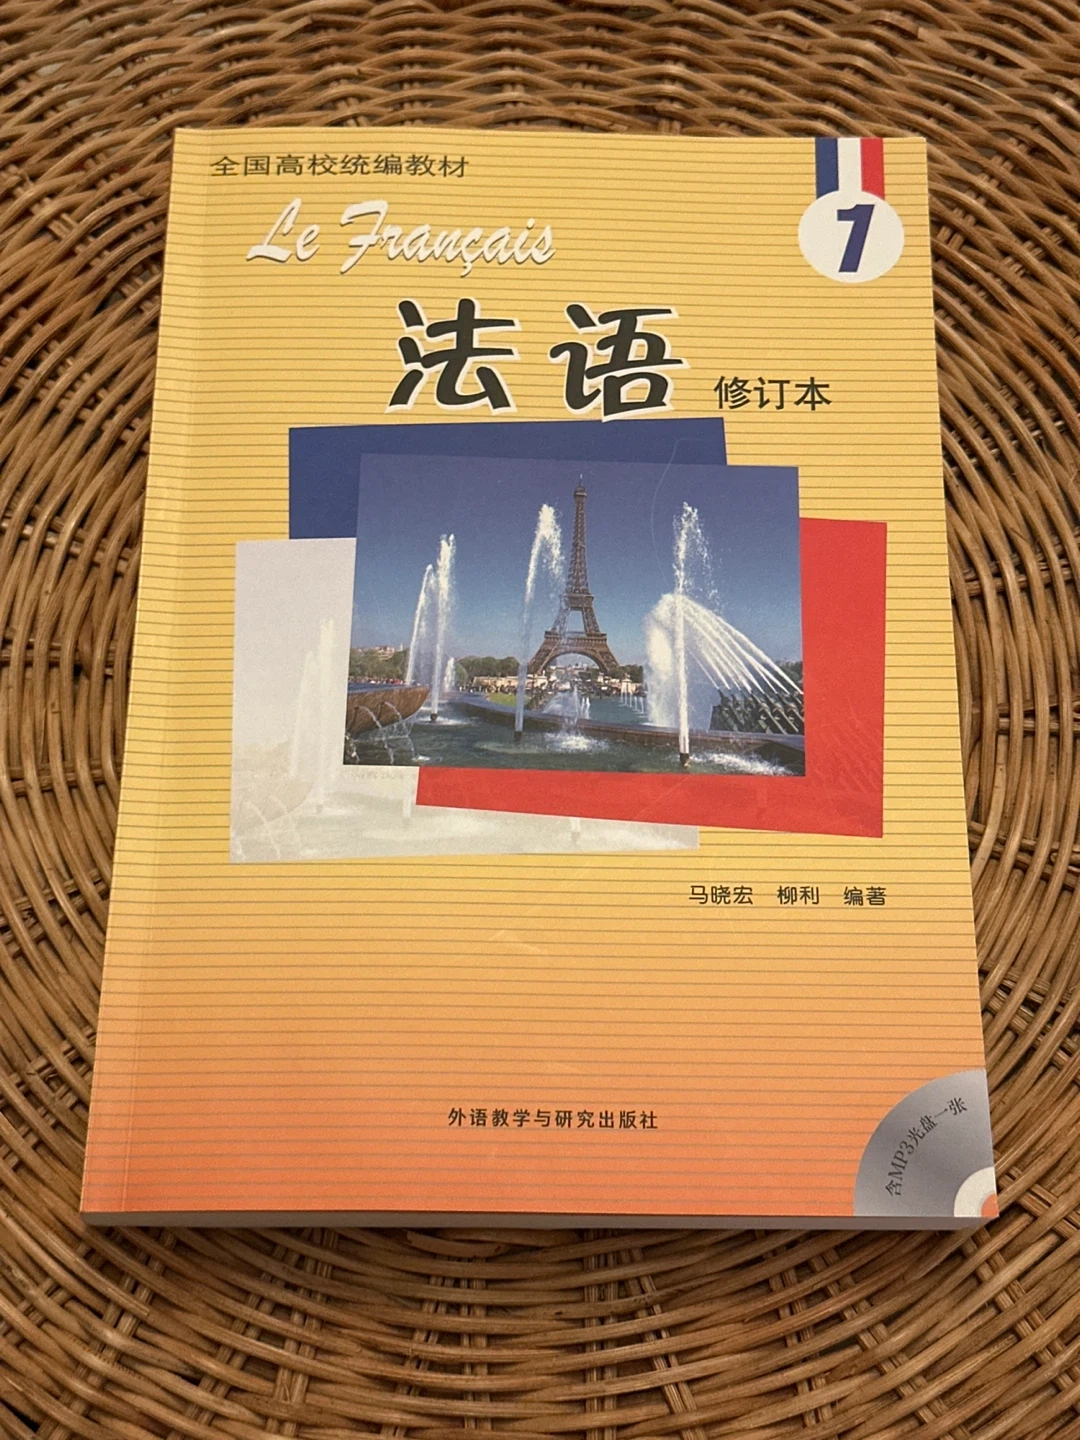 全国高校统编教材
1
Le Français
法语 修订本
马晓宏 柳利 编著
外语教学与研究出版社
含MP3光盘一张